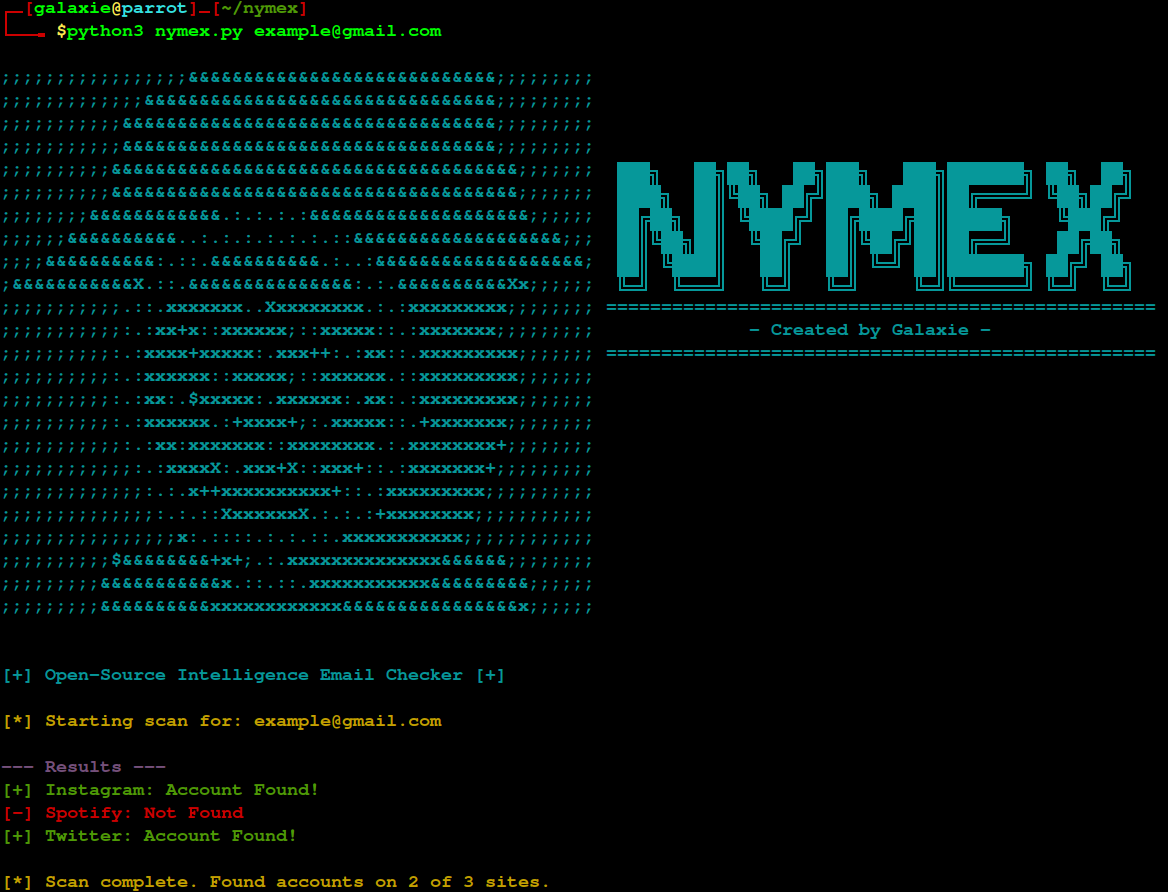 [galaxie@parrot]─[~/nymex]
$python3 nymex.py example@gmail.com
NYMEX
- Created by Galaxie -
[+] Open-Source Intelligence Email Checker [+]
[*] Starting scan for: example@gmail.com
--- Results ---
[+] Instagram: Account Found!
[-] Spotify: Not Found
[+] Twitter: Account Found!
[*] Scan complete. Found accounts on 2 of 3 sites.